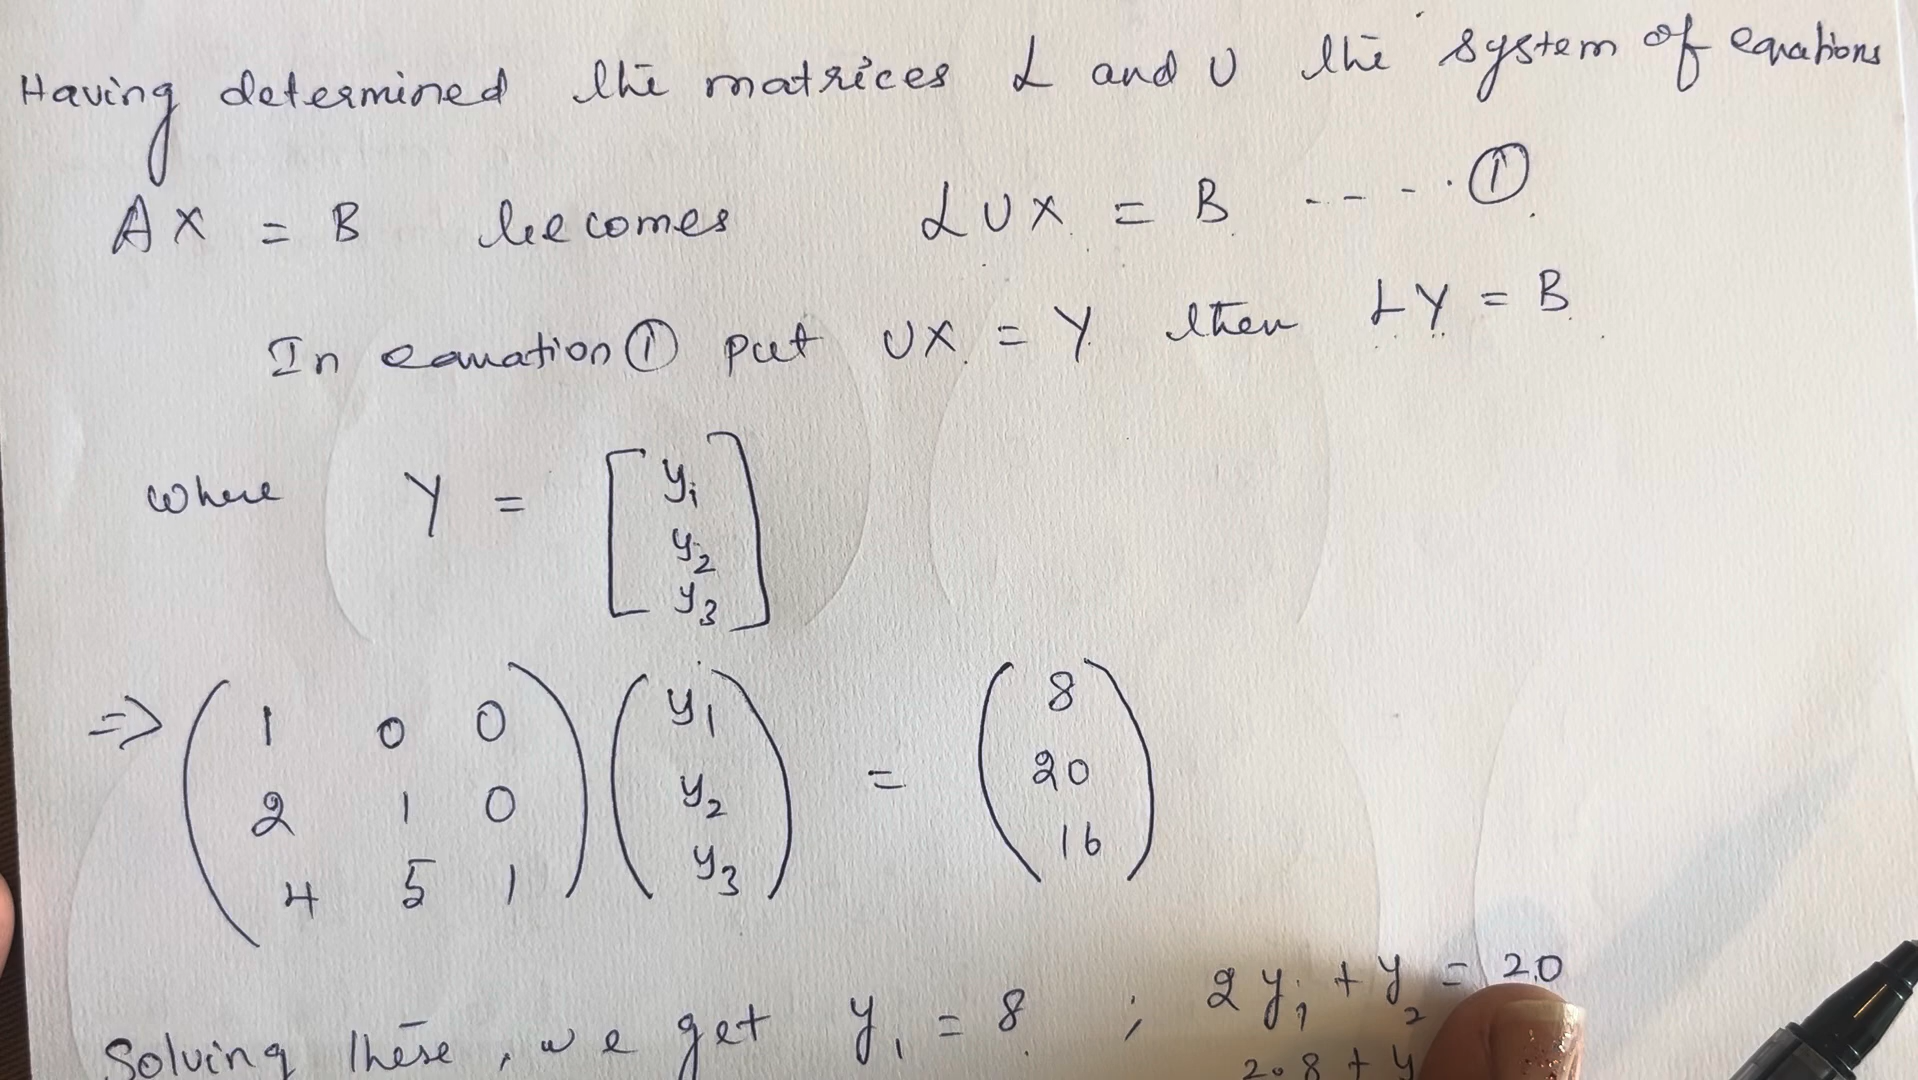 Having determined the matrices L and U the system of equations
AX = B becomes LUX = B ----- ①
In equation ① put UX = Y then LY = B
where Y = [y1
y2
y3]
=> (1 0 0
2 1 0
4 5 1) (y1
y2
y3) = (8
20
16)
Solving these, we get y1 = 8 ; 2y1 + y2 = 20
2.8 + y